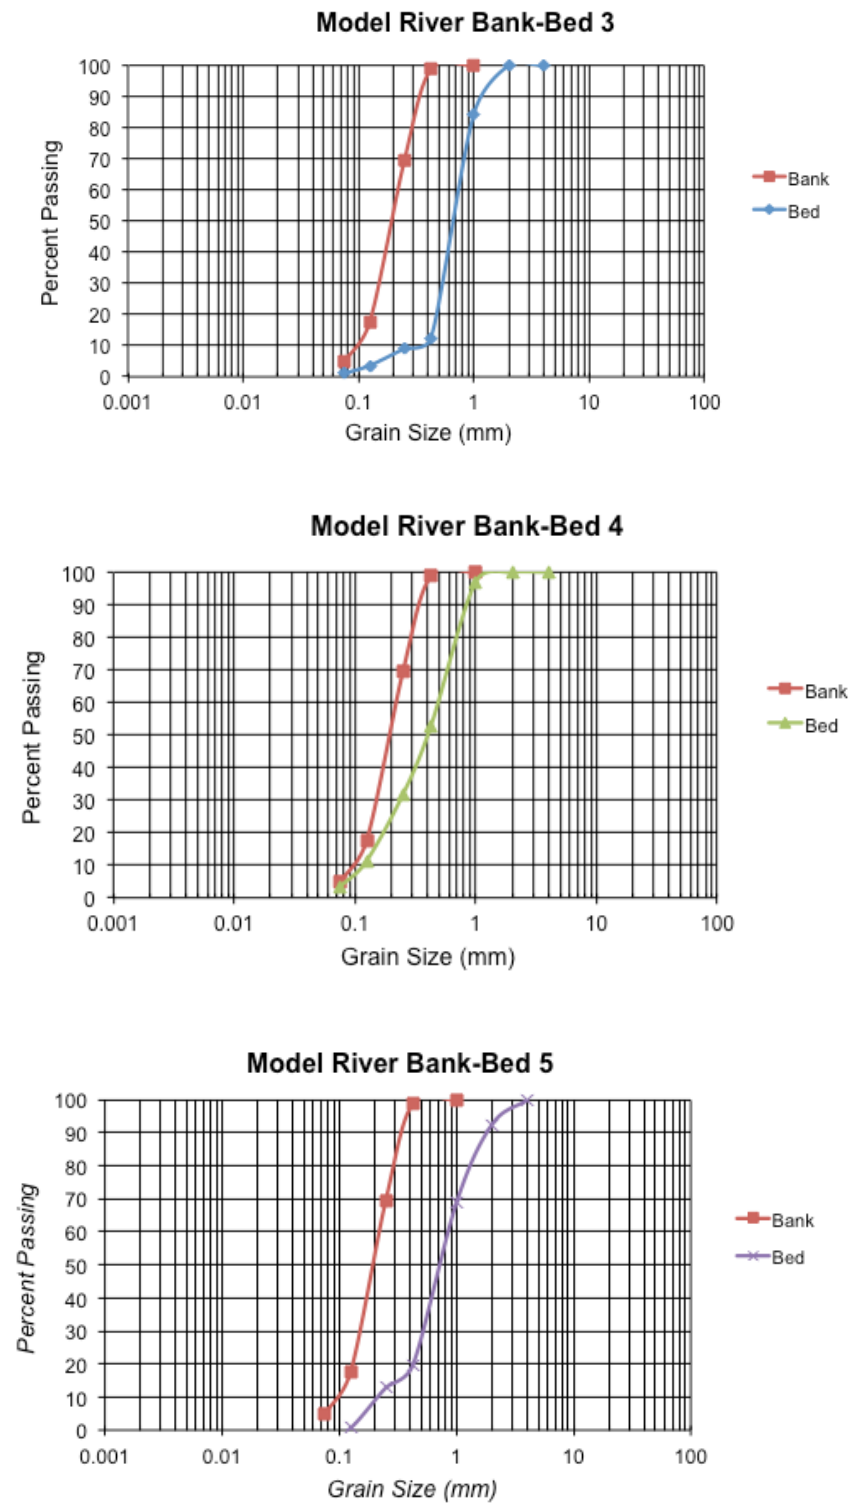 Model River Bank-Bed 3
100
90
80
70
60
50
40
30
20
10
0
Percent Passing
0.001 0.01 0.1 1 10 100
Grain Size (mm)
Bank
Bed
Model River Bank-Bed 4
100
90
80
70
60
50
40
30
20
10
0
Percent Passing
0.001 0.01 0.1 1 10 100
Grain Size (mm)
Bank
Bed
Model River Bank-Bed 5
100
90
80
70
60
50
40
30
20
10
0
Percent Passing
0.001 0.01 0.1 1 10 100
Grain Size (mm)
Bank
Bed